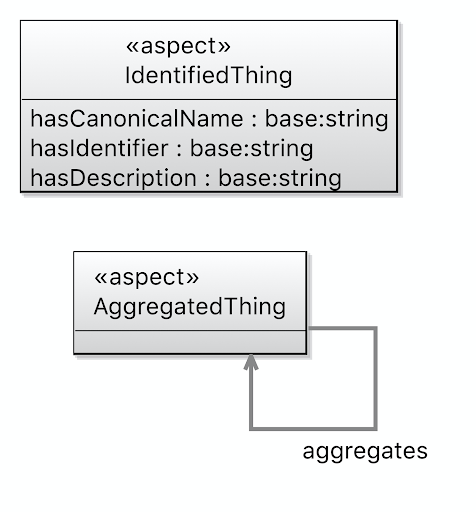 «aspect»
IdentifiedThing
hasCanonicalName : base:string
hasIdentifier : base:string
hasDescription : base:string
«aspect»
AggregatedThing
aggregates